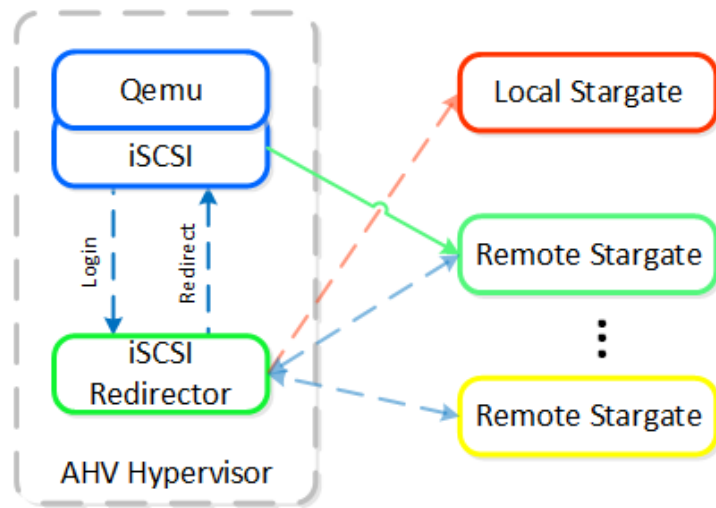 Qemu
iSCSI
Login
Redirect
iSCSI
Redirector
AHV Hypervisor
Local Stargate
Remote Stargate
Remote Stargate